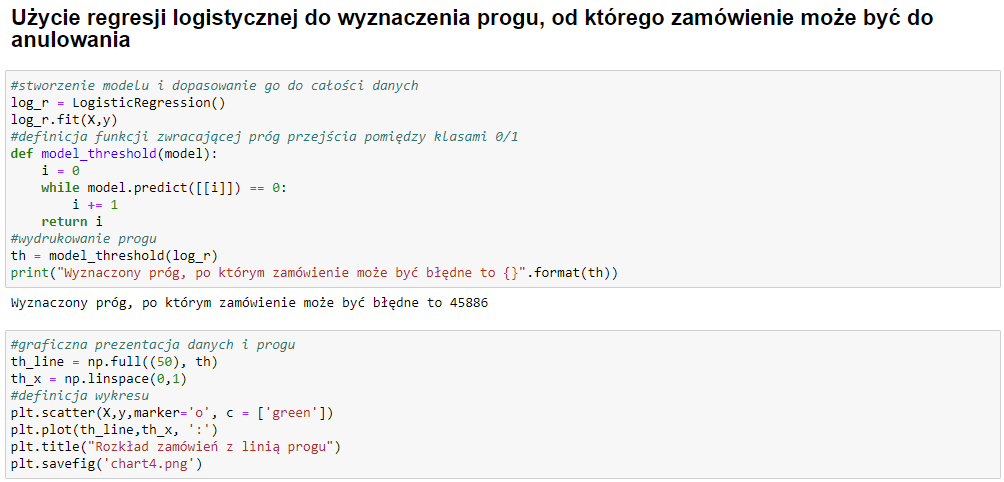 Użycie regresji logistycznej do wyznaczenia progu, od którego zamówienie może być do
anulowania
#stworzenie modelu i dopasowanie go do całości danych
log_r = LogisticRegression()
log_r.fit(X,y)
#definicja funkcji zwracającej próg przejścia pomiędzy klasami 0/1
def model_threshold(model):
    i = 0
    while model.predict([[i]]) == 0:
        i += 1
    return i
#wydrukowanie progu
th = model_threshold(log_r)
print("Wyznaczony próg, po którym zamówienie może być błędne to {}".format(th))
Wyznaczony próg, po którym zamówienie może być błędne to 45886
#graficzna prezentacja danych i progu
th_line = np.full((50), th)
th_x = np.linspace(0,1)
#definicja wykresu
plt.scatter(X,y,marker='o', c = ['green'])
plt.plot(th_line,th_x, ':')
plt.title("Rozkład zamówień z linią progu")
plt.savefig('chart4.png')